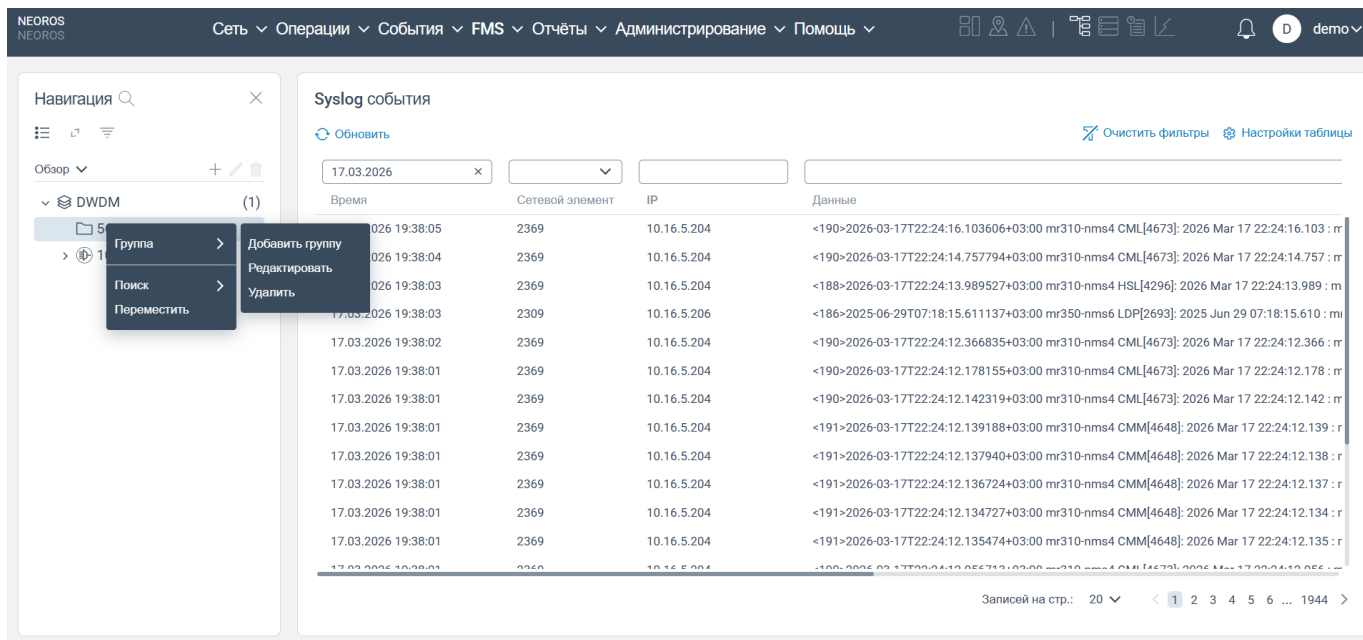 NEOROS
NEOROS
Сеть Операции События FMS Отчёты Администрирование Помощь
D demo
Навигация
Обзор
DWDM (1)
5
1
Группа
Поиск
Переместить
Добавить группу
Редактировать
Удалить
Syslog события
Обновить
Очистить фильтры Настройки таблицы
17.03.2026 ×
Время Сетевой элемент IP Данные
026 19:38:05 2369 10.16.5.204 <190>2026-03-17T22:24:16.103606+03:00 mr310-nms4 CML[4673]: 2026 Mar 17 22:24:16.103 : m
026 19:38:04 2369 10.16.5.204 <190>2026-03-17T22:24:14.757794+03:00 mr310-nms4 CML[4673]: 2026 Mar 17 22:24:14.757 : m
026 19:38:03 2369 10.16.5.204 <188>2026-03-17T22:24:13.989527+03:00 mr310-nms4 HSL[4296]: 2026 Mar 17 22:24:13.989 : m
17.03.2026 19:38:03 2309 10.16.5.206 <186>2025-06-29T07:18:15.611137+03:00 mr350-nms6 LDP[2693]: 2025 Jun 29 07:18:15.610 :
17.03.2026 19:38:02 2369 10.16.5.204 <190>2026-03-17T22:24:12.366835+03:00 mr310-nms4 CML[4673]: 2026 Mar 17 22:24:12.366 : m
17.03.2026 19:38:01 2369 10.16.5.204 <190>2026-03-17T22:24:12.178155+03:00 mr310-nms4 CML[4673]: 2026 Mar 17 22:24:12.178 : m
17.03.2026 19:38:01 2369 10.16.5.204 <190>2026-03-17T22:24:12.142319+03:00 mr310-nms4 CML[4673]: 2026 Mar 17 22:24:12.142 : m
17.03.2026 19:38:01 2369 10.16.5.204 <191>2026-03-17T22:24:12.139188+03:00 mr310-nms4 CMM[4648]: 2026 Mar 17 22:24:12.139 :
17.03.2026 19:38:01 2369 10.16.5.204 <191>2026-03-17T22:24:12.137940+03:00 mr310-nms4 CMM[4648]: 2026 Mar 17 22:24:12.138 :
17.03.2026 19:38:01 2369 10.16.5.204 <191>2026-03-17T22:24:12.136724+03:00 mr310-nms4 CMM[4648]: 2026 Mar 17 22:24:12.137 :
17.03.2026 19:38:01 2369 10.16.5.204 <191>2026-03-17T22:24:12.134727+03:00 mr310-nms4 CMM[4648]: 2026 Mar 17 22:24:12.134 :
17.03.2026 19:38:01 2369 10.16.5.204 <191>2026-03-17T22:24:12.135474+03:00 mr310-nms4 CMM[4648]: 2026 Mar 17 22:24:12.135 :
Записей на стр.: 20 1 2 3 4 5 6 ... 1944